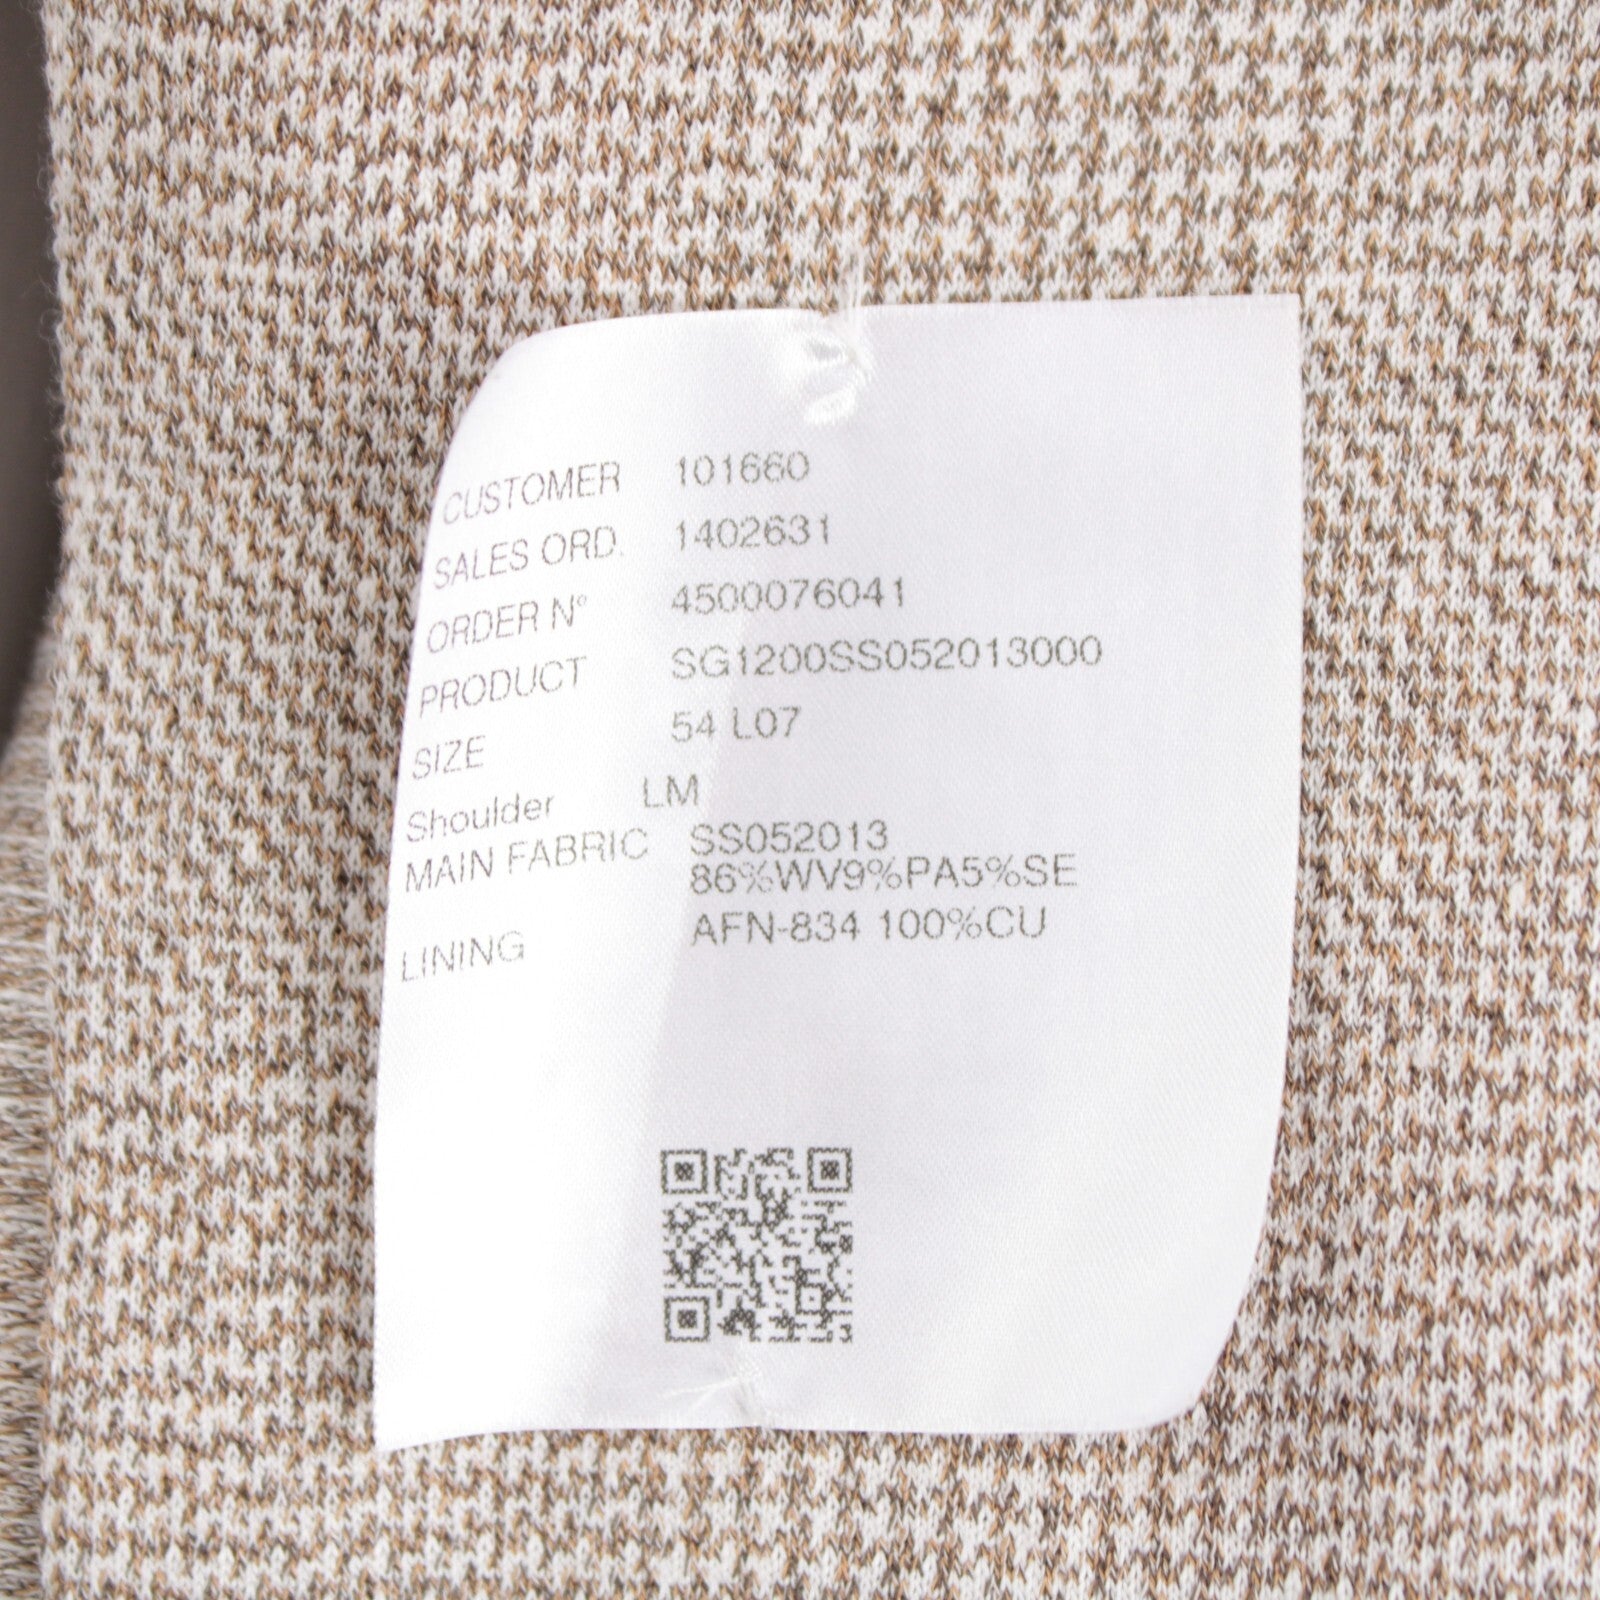 CUSTOMER 101660
SALES ORD. 1402631
ORDER N° 4500076041
PRODUCT SG1200SS052013000
SIZE 54 L07
Shoulder LM
MAIN FABRIC SS052013
86%WV9%PA5%SE
LINING AFN-834 100%CU